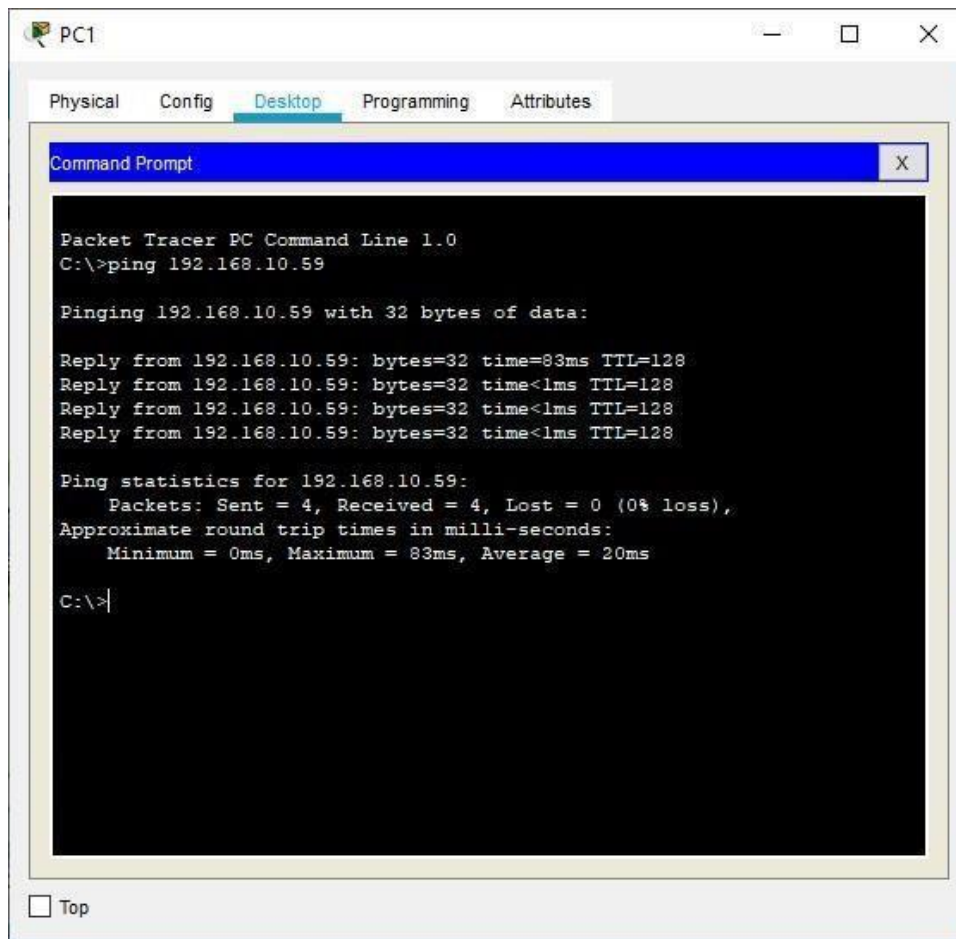 PC1
Physical Config Desktop Programming Attributes
Command Prompt X
Packet Tracer PC Command Line 1.0
C:\>ping 192.168.10.59
Pinging 192.168.10.59 with 32 bytes of data:
Reply from 192.168.10.59: bytes=32 time=83ms TTL=128
Reply from 192.168.10.59: bytes=32 time<1ms TTL=128
Reply from 192.168.10.59: bytes=32 time<1ms TTL=128
Reply from 192.168.10.59: bytes=32 time<1ms TTL=128
Ping statistics for 192.168.10.59:
Packets: Sent = 4, Received = 4, Lost = 0 (0% loss),
Approximate round trip times in milli-seconds:
Minimum = 0ms, Maximum = 83ms, Average = 20ms
C:\>
Top